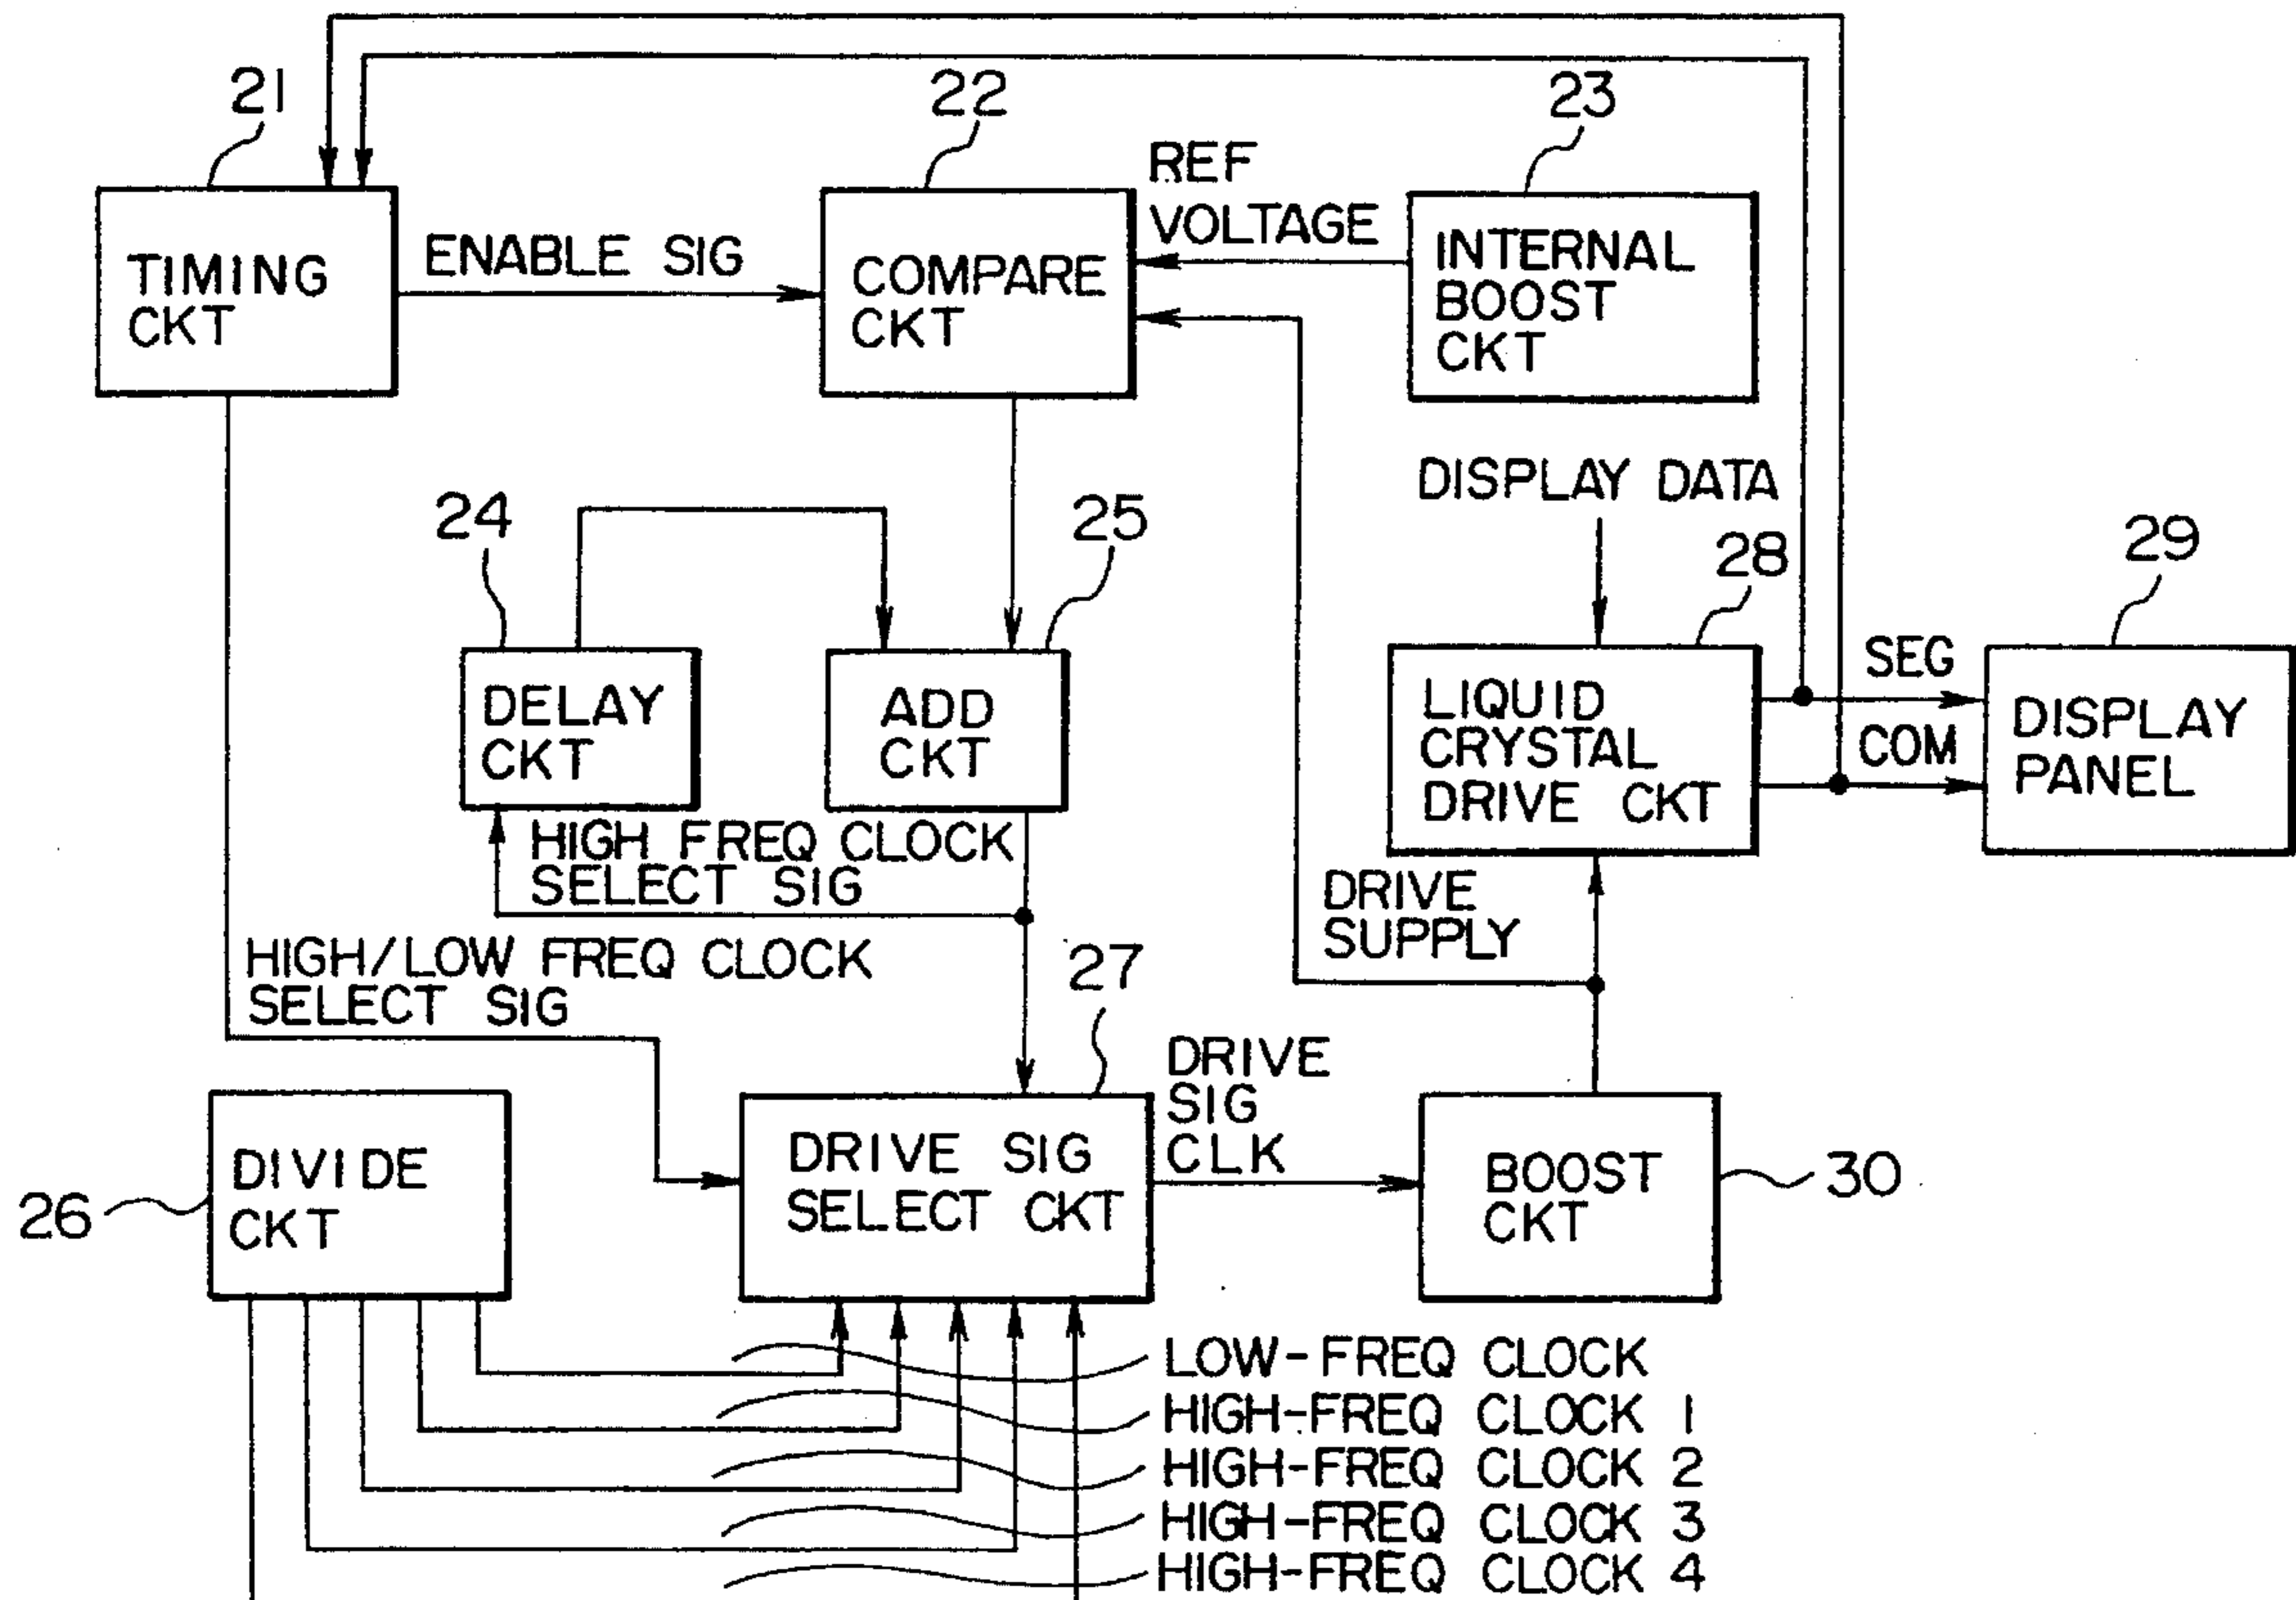 21
22
23
TIMING
CKT
ENABLE SIG
COMPARE
CKT
REF
VOLTAGE
INTERNAL
BOOST
CKT
24
25
DISPLAY DATA
28
29
DELAY
CKT
ADD
CKT
LIQUID
CRYSTAL
DRIVE CKT
SEG
COM
DISPLAY
PANEL
HIGH FREQ CLOCK
SELECT SIG
DRIVE
SUPPLY
HIGH/LOW FREQ CLOCK
SELECT SIG
27
26
DIVIDE
CKT
DRIVE SIG
SELECT CKT
DRIVE
SIG
CLK
BOOST
CKT
30
LOW-FREQ CLOCK
HIGH-FREQ CLOCK 1
HIGH-FREQ CLOCK 2
HIGH-FREQ CLOCK 3
HIGH-FREQ CLOCK 4